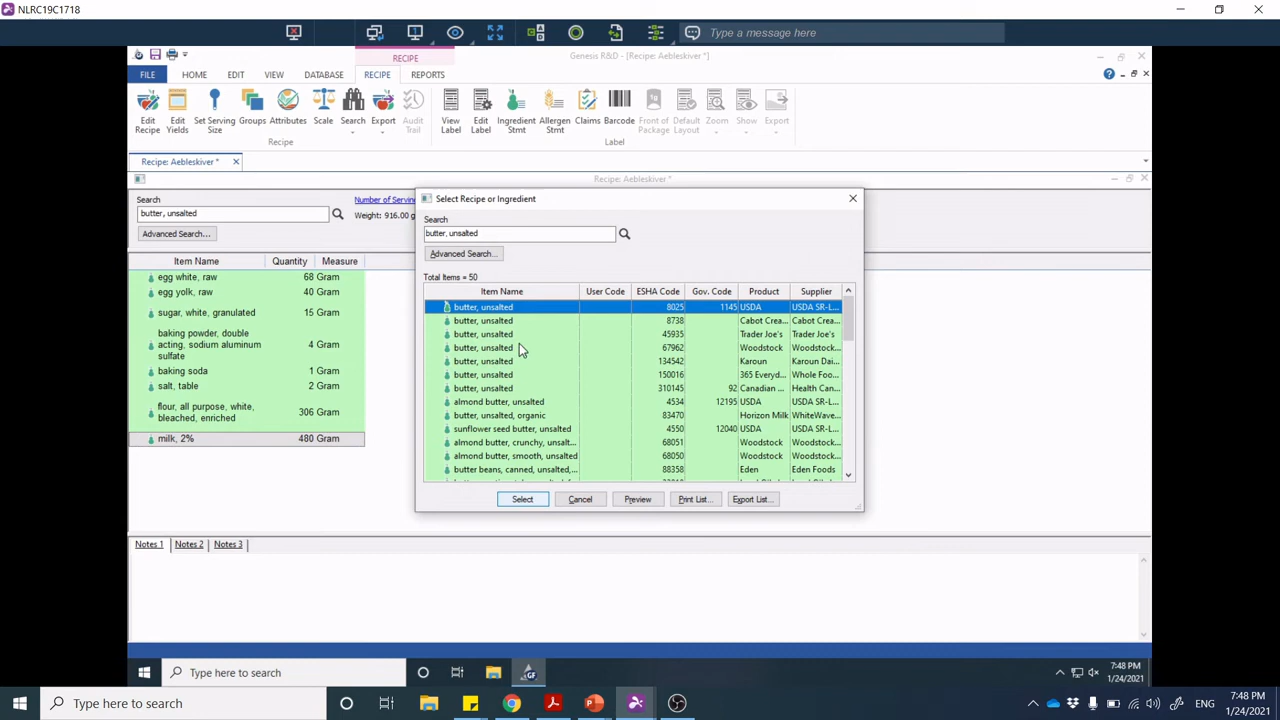 NLRC19C1718
Type a message here
RECIPE
Genesis R&D - [Recipe: Aebleskiver *]
FILE HOME EDIT VIEW DATABASE RECIPE REPORTS
Edit Recipe
Edit Yields
Set Serving Size
Groups
Attributes
Scale
Search
Export
Audit Trail
View Label
Edit Label
Ingredient Stmt
Allergen Stmt
Claims
Barcode
Front of Package
Default Layout
Zoom
Show
Export
Recipe
Label
Recipe: Aebleskiver *
Recipe: Aebleskiver *
Search
butter, unsalted
Advanced Search...
Number of Servin
Weight: 916.00 g
Item Name Quantity Measure
egg white, raw 68 Gram
egg yolk, raw 40 Gram
sugar, white, granulated 15 Gram
baking powder, double
acting, sodium aluminum 4 Gram
sulfate
baking soda 1 Gram
salt, table 2 Gram
flour, all purpose, white,
bleached, enriched 306 Gram
milk, 2% 480 Gram
Select Recipe or Ingredient
Search
butter, unsalted
Advanced Search...
Total Items = 50
Item Name User Code ESHA Code Gov. Code Product Supplier
butter, unsalted 8025 1145 USDA USDA SR-L...
butter, unsalted 8738 Cabot Crea... Cabot Crea...
butter, unsalted 45935 Trader Joe's Trader Joe's
butter, unsalted 67962 Woodstock Woodstock
butter, unsalted 134542 Karoun Karoun Dai...
butter, unsalted 150016 365 Everyd... Whole Foo...
butter, unsalted 310145 92 Canadian ... Health Can...
almond butter, unsalted 4534 12195 USDA USDA SR-L...
butter, unsalted, organic 83470 Horizon Milk WhiteWave...
sunflower seed butter, unsalted 4550 12040 USDA USDA SR-L...
almond butter, crunchy, unsalt... 68051 Woodstock Woodstock
almond butter, smooth, unsalted 68050 Woodstock Woodstock
butter beans, canned, unsalted,... 88358 Eden Eden Foods
Select Cancel Preview Print List... Export List...
Notes 1 Notes 2 Notes 3
Type here to search
GF
7:48 PM
1/24/2021
Type here to search
ENG
7:48 PM
1/24/2021